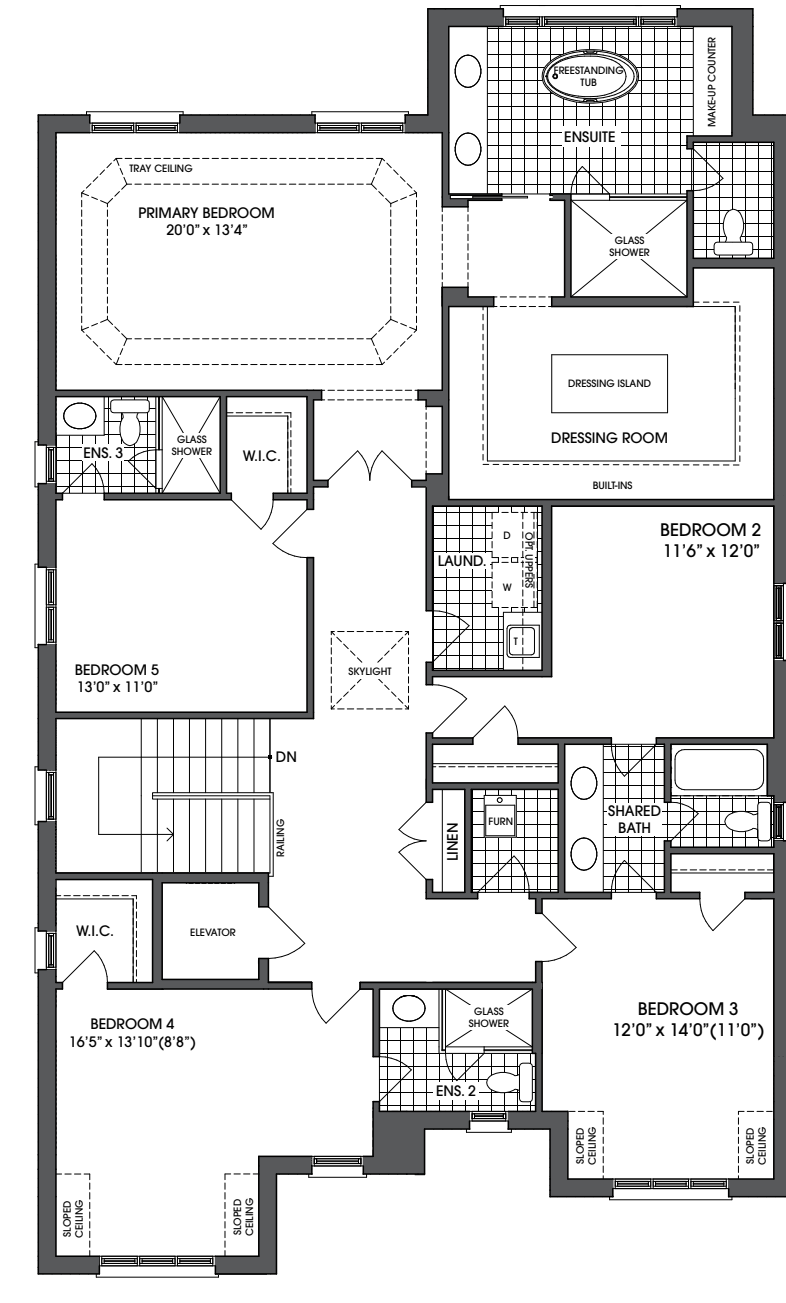 MAKE-UP COUNTER
FREESTANDING
TUB
ENSUITE
TRAY CEILING
PRIMARY BEDROOM
20'0" x 13'4"
GLASS
SHOWER
DRESSING ISLAND
DRESSING ROOM
BUILT-INS
ENS. 3
GLASS
SHOWER
W.I.C.
BEDROOM 2
11'6" x 12'0"
D
OPT. UPPERS
LAUND.
W
T
BEDROOM 5
13'0" x 11'0"
SKYLIGHT
DN
RAILING
LINEN
FURN
SHARED
BATH
W.I.C.
ELEVATOR
BEDROOM 4
16'5" x 13'10"(8'8")
GLASS
SHOWER
ENS. 2
BEDROOM 3
12'0" x 14'0"(11'0")
SLOPED
CEILING
SLOPED
CEILING
SLOPED
CEILING
SLOPED
CEILING